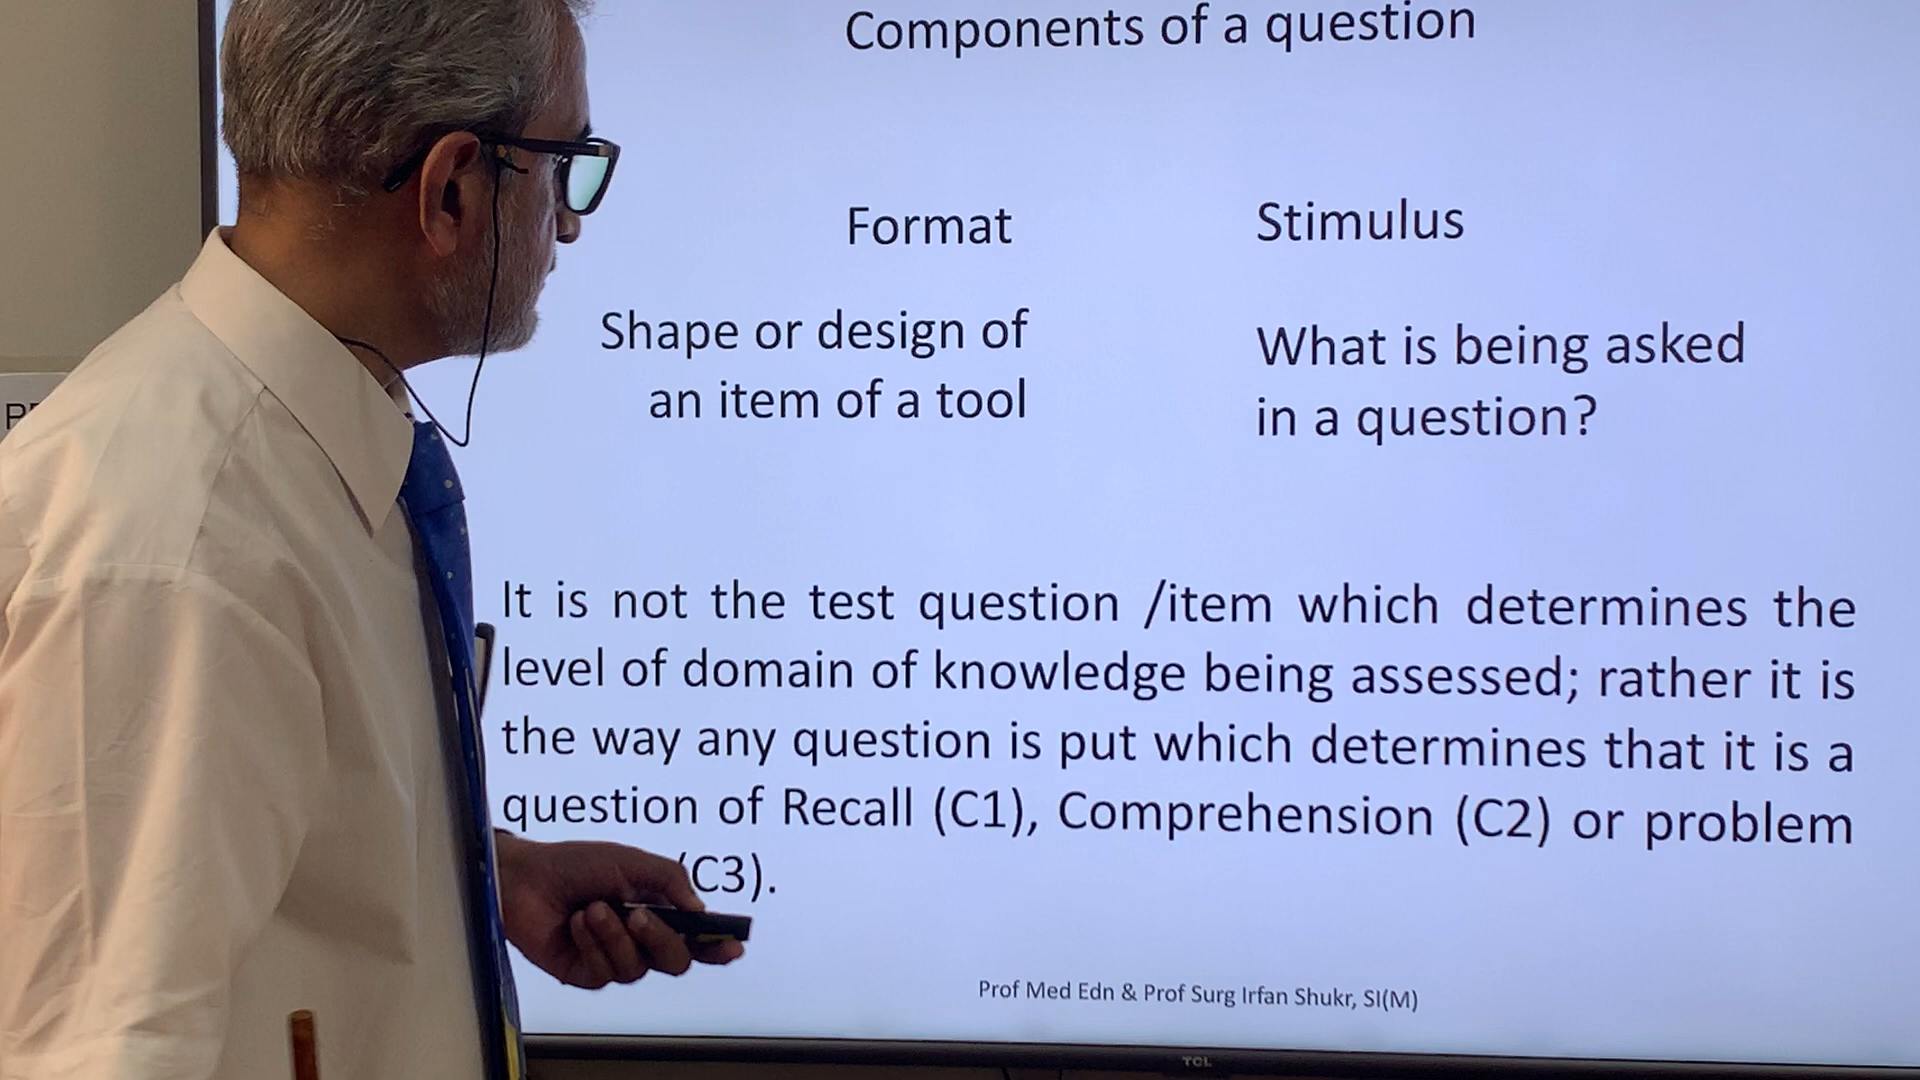 Components of a question
Format
Stimulus
Shape or design of
an item of a tool
What is being asked
in a question?
It is not the test question /item which determines the
level of domain of knowledge being assessed; rather it is
the way any question is put which determines that it is a
question of Recall (C1), Comprehension (C2) or problem
(C3).
Prof Med Edn & Prof Surg Irfan Shukr, SI(M)
TCL